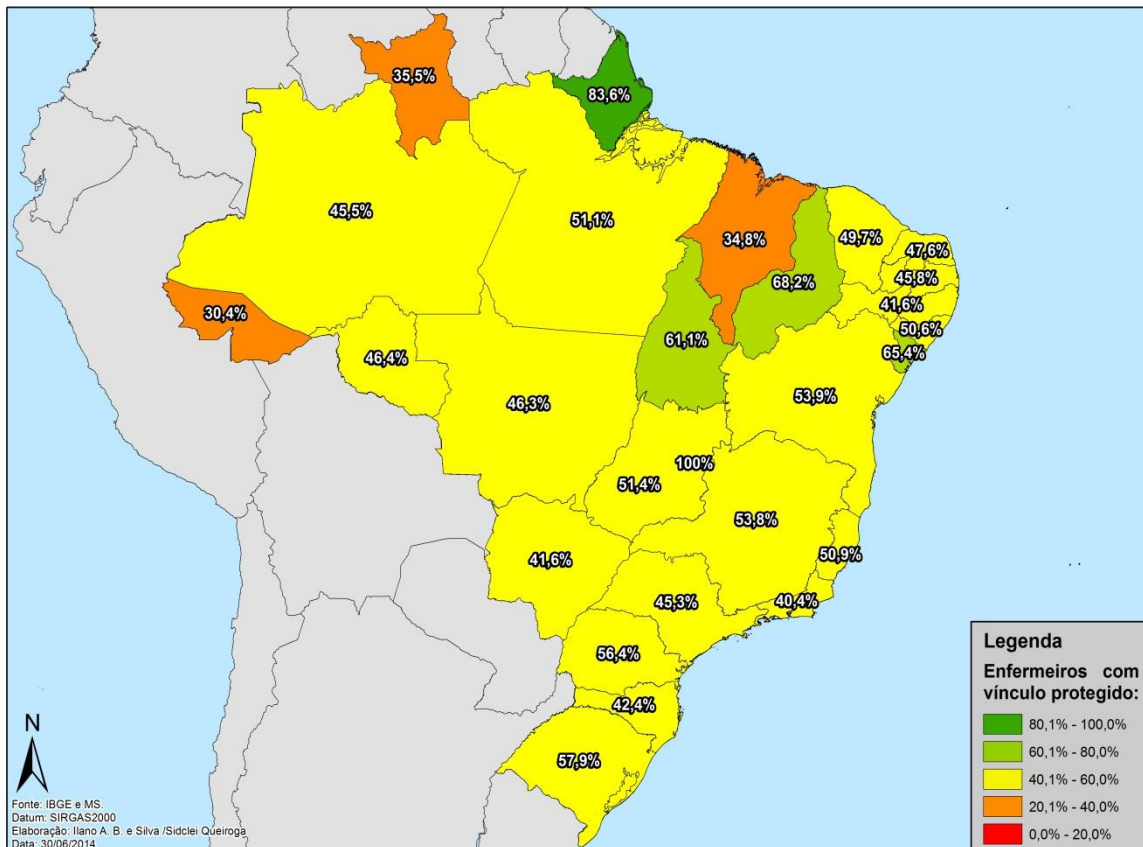 35,5%
83,6%
45,5%
51,1%
34,8%
49,7%
47,6%
45,8%
68,2%
41,6%
30,4%
50,6%
61,1%
65,4%
46,4%
53,9%
46,3%
100%
51,4%
53,8%
50,9%
41,6%
45,3%
40,4%
56,4%
42,4%
57,9%
Legenda
Enfermeiros com
vínculo protegido:
80,1% - 100,0%
60,1% - 80,0%
40,1% - 60,0%
20,1% - 40,0%
0,0% - 20,0%
N
Fonte: IBGE e MS.
Datum: SIRGAS2000
Elaboração: Ilano A. B. e Silva /Sidclei Queiroga
Data: 30/06/2014